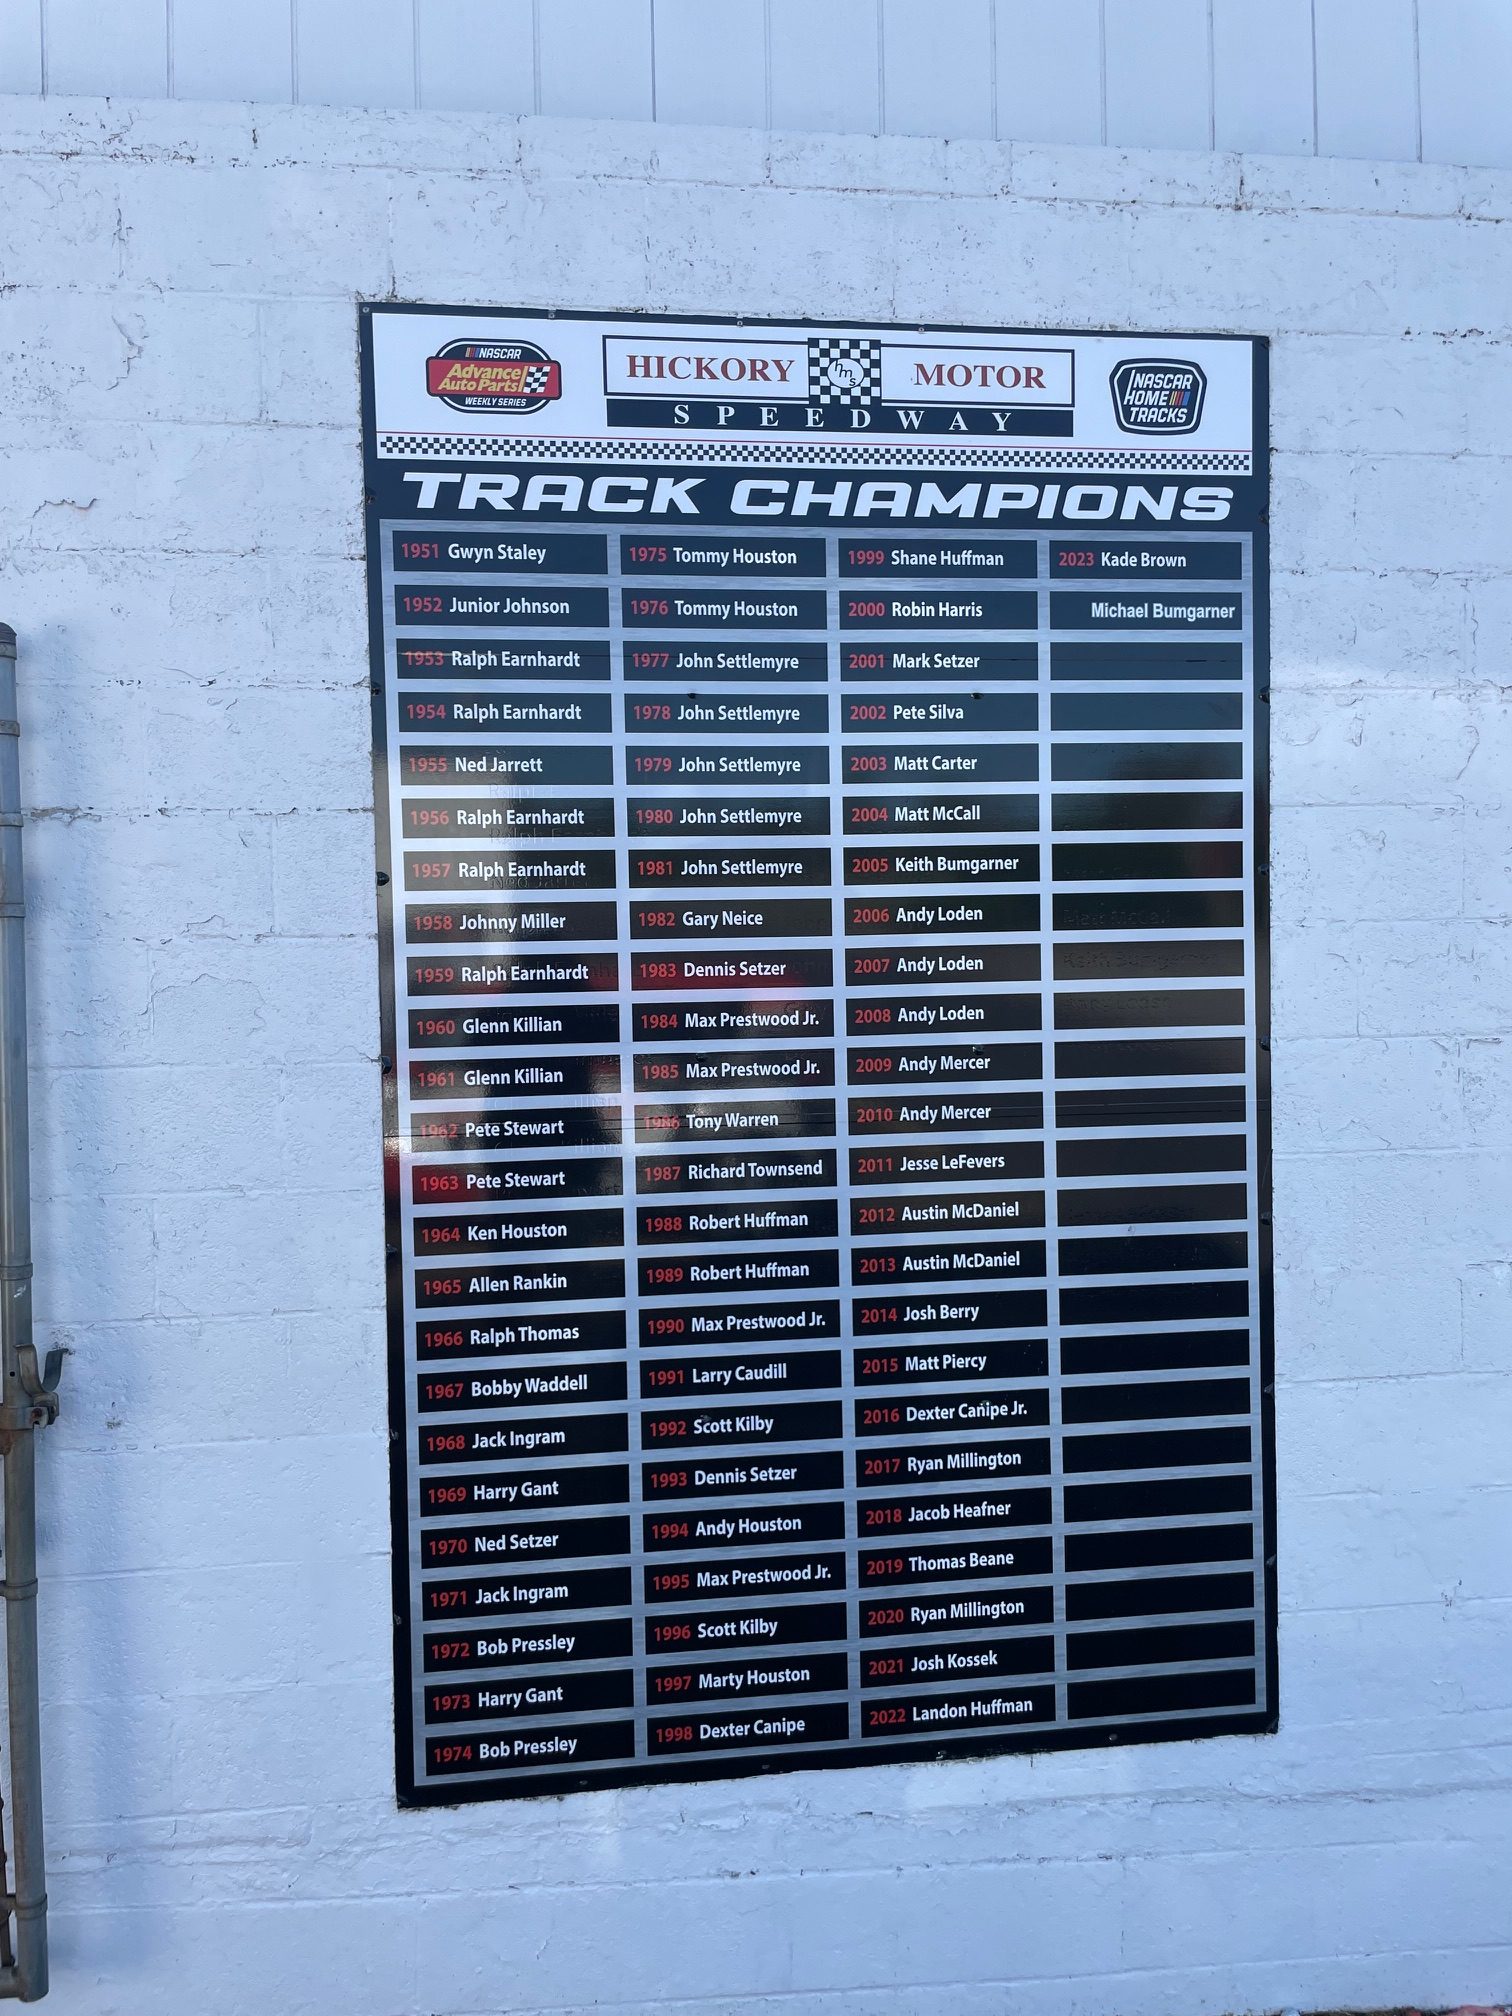 NASCAR
Advance
Auto Parts
WEEKLY SERIES
HICKORY hms MOTOR
SPEEDWAY
NASCAR
HOME
TRACKS
TRACK CHAMPIONS
1951 Gwyn Staley
1952 Junior Johnson
1953 Ralph Earnhardt
1954 Ralph Earnhardt
1955 Ned Jarrett
1956 Ralph Earnhardt
1957 Ralph Earnhardt
1958 Johnny Miller
1959 Ralph Earnhardt
1960 Glenn Killian
1961 Glenn Killian
1962 Pete Stewart
1963 Pete Stewart
1964 Ken Houston
1965 Allen Rankin
1966 Ralph Thomas
1967 Bobby Waddell
1968 Jack Ingram
1969 Harry Gant
1970 Ned Setzer
1971 Jack Ingram
1972 Bob Pressley
1973 Harry Gant
1974 Bob Pressley
1975 Tommy Houston
1976 Tommy Houston
1977 John Settlemyre
1978 John Settlemyre
1979 John Settlemyre
1980 John Settlemyre
1981 John Settlemyre
1982 Gary Neice
1983 Dennis Setzer
1984 Max Prestwood Jr.
1985 Max Prestwood Jr.
1986 Tony Warren
1987 Richard Townsend
1988 Robert Huffman
1989 Robert Huffman
1990 Max Prestwood Jr.
1991 Larry Caudill
1992 Scott Kilby
1993 Dennis Setzer
1994 Andy Houston
1995 Max Prestwood Jr.
1996 Scott Kilby
1997 Marty Houston
1998 Dexter Canipe
1999 Shane Huffman
2000 Robin Harris
2001 Mark Setzer
2002 Pete Silva
2003 Matt Carter
2004 Matt McCall
2005 Keith Bumgarner
2006 Andy Loden
2007 Andy Loden
2008 Andy Loden
2009 Andy Mercer
2010 Andy Mercer
2011 Jesse LeFevers
2012 Austin McDaniel
2013 Austin McDaniel
2014 Josh Berry
2015 Matt Piercy
2016 Dexter Canipe Jr.
2017 Ryan Millington
2018 Jacob Heafner
2019 Thomas Beane
2020 Ryan Millington
2021 Josh Kossek
2022 Landon Huffman
2023 Kade Brown
Michael Bumgarner